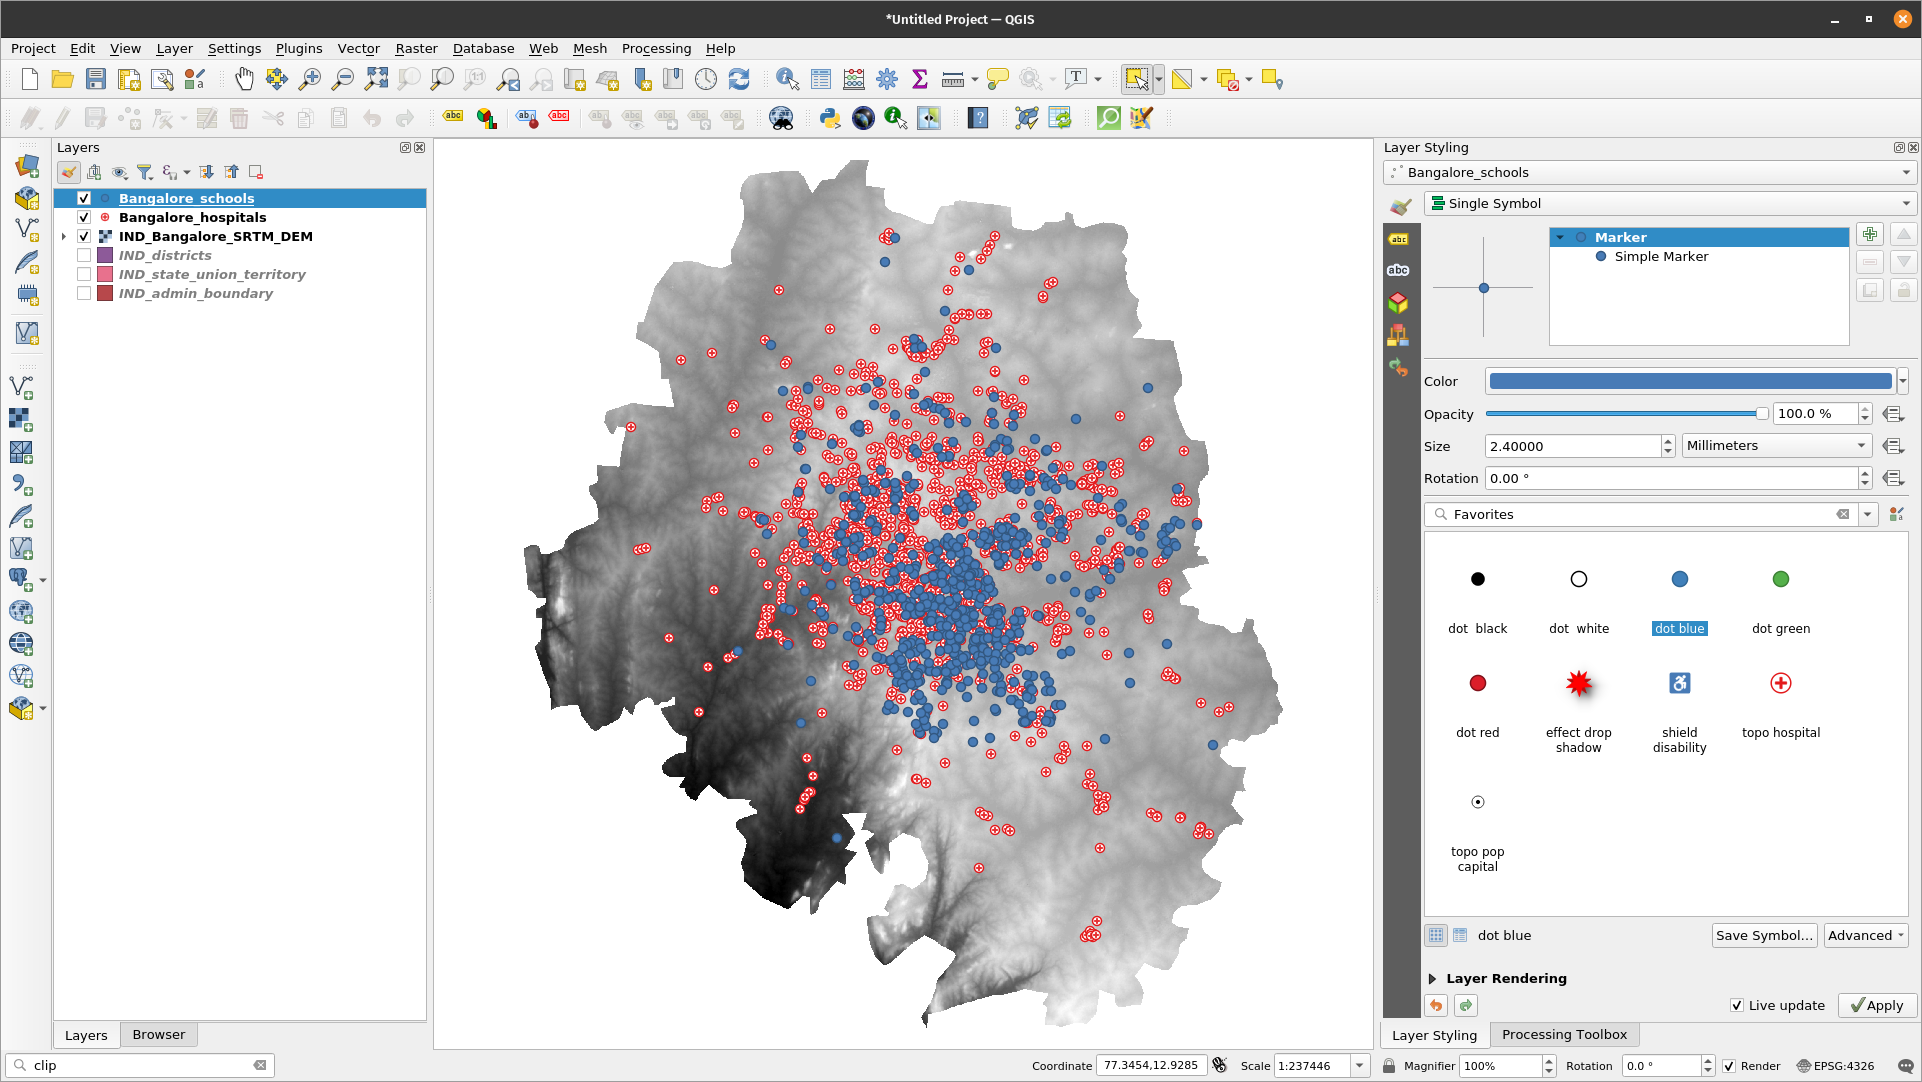 *Untitled Project — QGIS
Project Edit View Layer Settings Plugins Vector Raster Database Web Mesh Processing Help
Layers
Bangalore_schools
Bangalore_hospitals
IND_Bangalore_SRTM_DEM
IND_districts
IND_state_union_territory
IND_admin_boundary
Layers Browser
clip
Layer Styling
Bangalore_schools
Single Symbol
Marker
Simple Marker
Color
Opacity 100.0 %
Size 2.40000 Millimeters
Rotation 0.00 °
Favorites
dot black
dot white
dot blue
dot green
dot red
effect drop
shadow
shield
disability
topo hospital
topo pop
capital
dot blue Save Symbol... Advanced
Layer Rendering
Live update Apply
Layer Styling Processing Toolbox
Coordinate 77.3454,12.9285 Scale 1:237446 Magnifier 100% Rotation 0.0 ° Render EPSG:4326